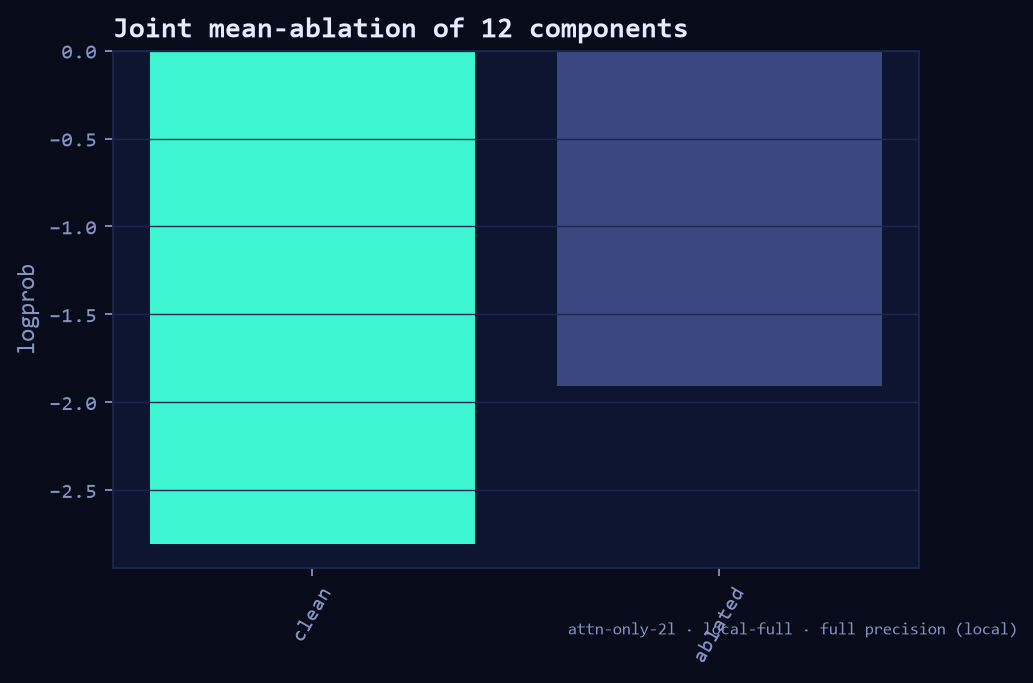 Joint mean-ablation of 12 components
0.0
−0.5
−1.0
−1.5
−2.0
−2.5
logprob
clean
ablated
attn-only-2l · local-full · full precision (local)